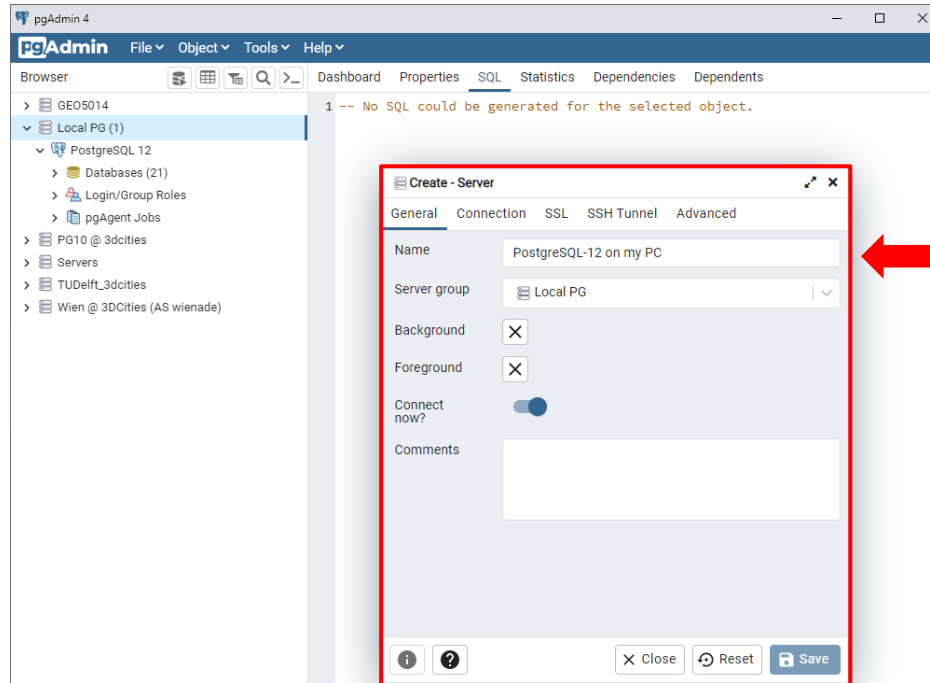 pgAdmin 4
pgAdmin File Object Tools Help
Browser Dashboard Properties SQL Statistics Dependencies Dependents
GEO5014
Local PG (1)
PostgreSQL 12
Databases (21)
Login/Group Roles
pgAgent Jobs
PG10 @ 3dcities
Servers
TUDelft_3dcities
Wien @ 3DCities (AS wienade)
1 -- No SQL could be generated for the selected object.
Create - Server
General Connection SSL SSH Tunnel Advanced
Name PostgreSQL-12 on my PC
Server group Local PG
Background
Foreground
Connect
now?
Comments
Close Reset Save